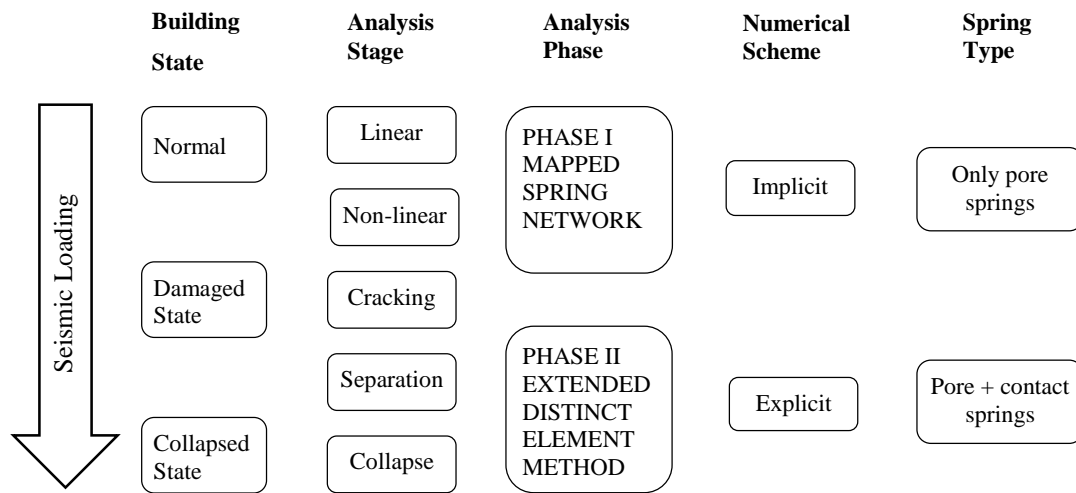 Building
State
Analysis
Stage
Analysis
Phase
Numerical
Scheme
Spring
Type
Seismic Loading
Normal
Damaged
State
Collapsed
State
Linear
Non-linear
Cracking
Separation
Collapse
PHASE I
MAPPED
SPRING
NETWORK
PHASE II
EXTENDED
DISTINCT
ELEMENT
METHOD
Implicit
Explicit
Only pore
springs
Pore + contact
springs